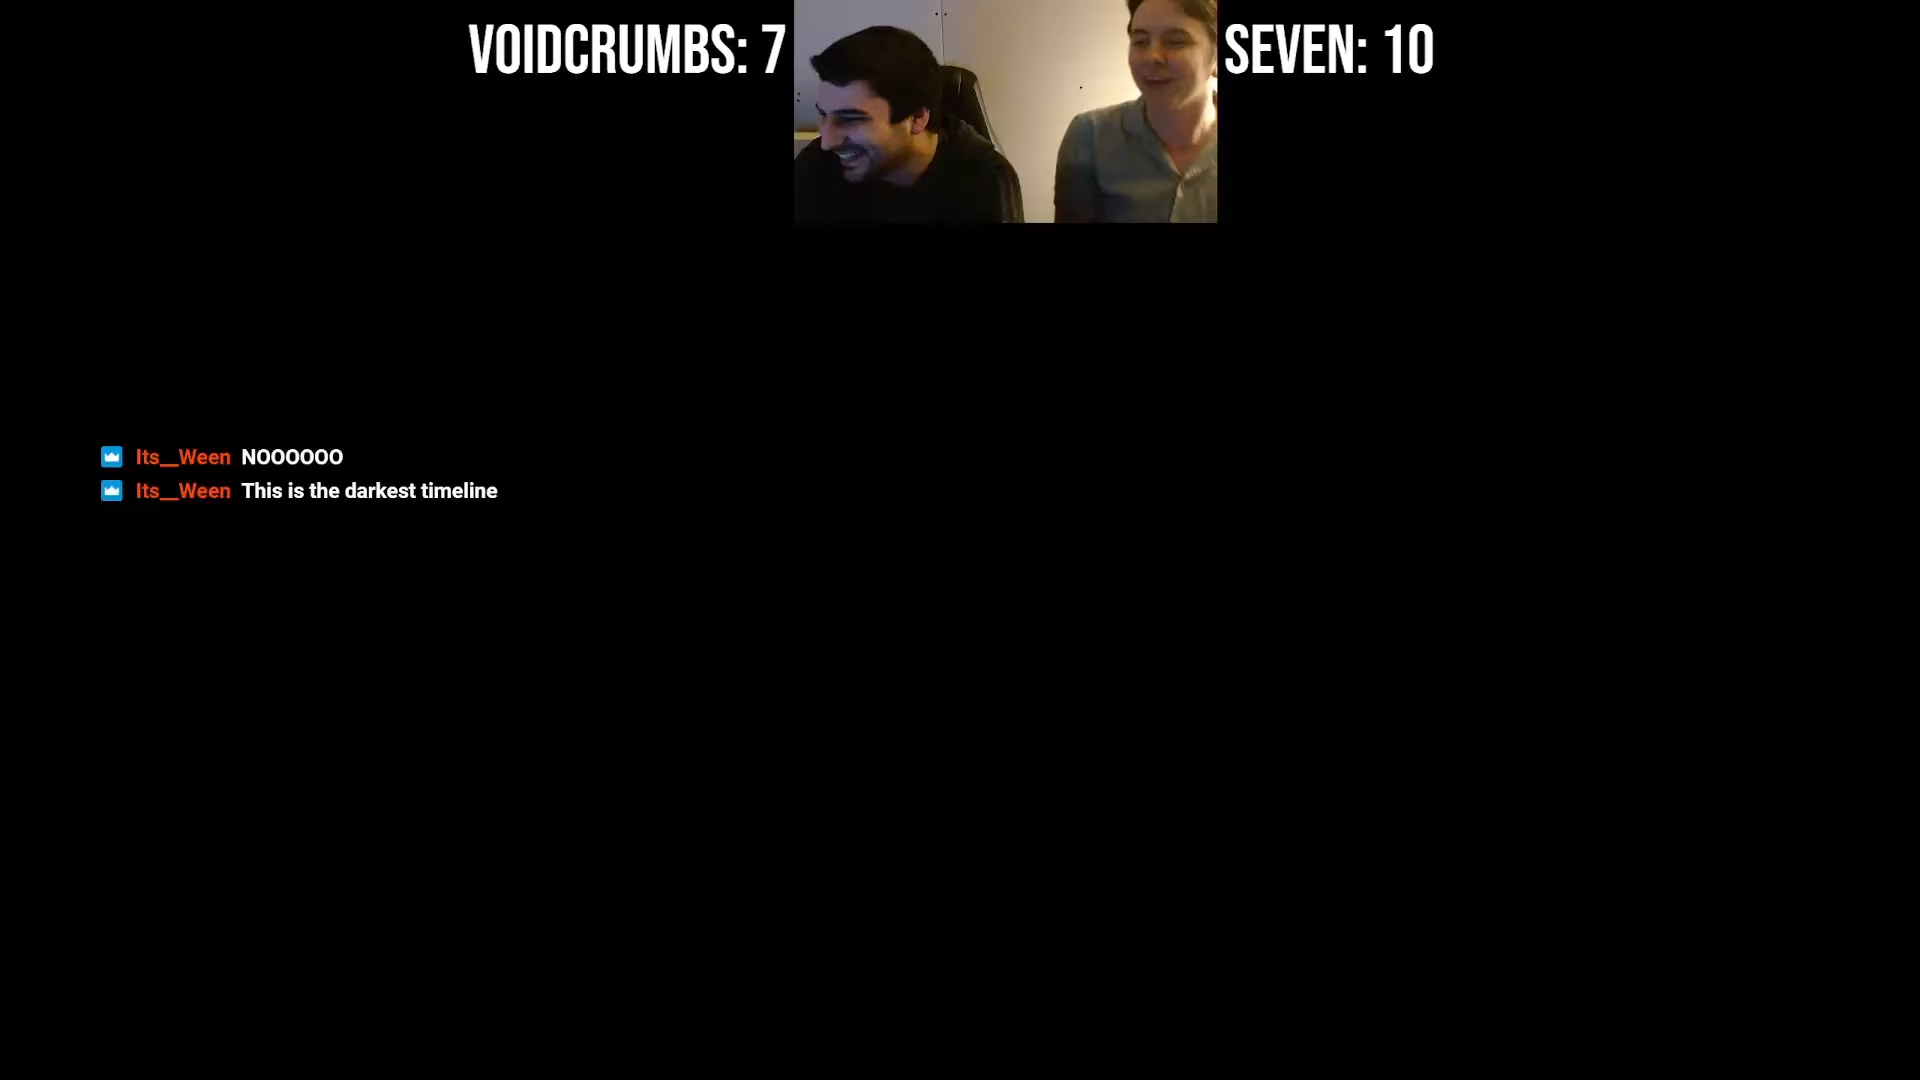 VOIDCRUMBS: 7
SEVEN: 10
Its__Ween NOOOOOO
Its__Ween This is the darkest timeline